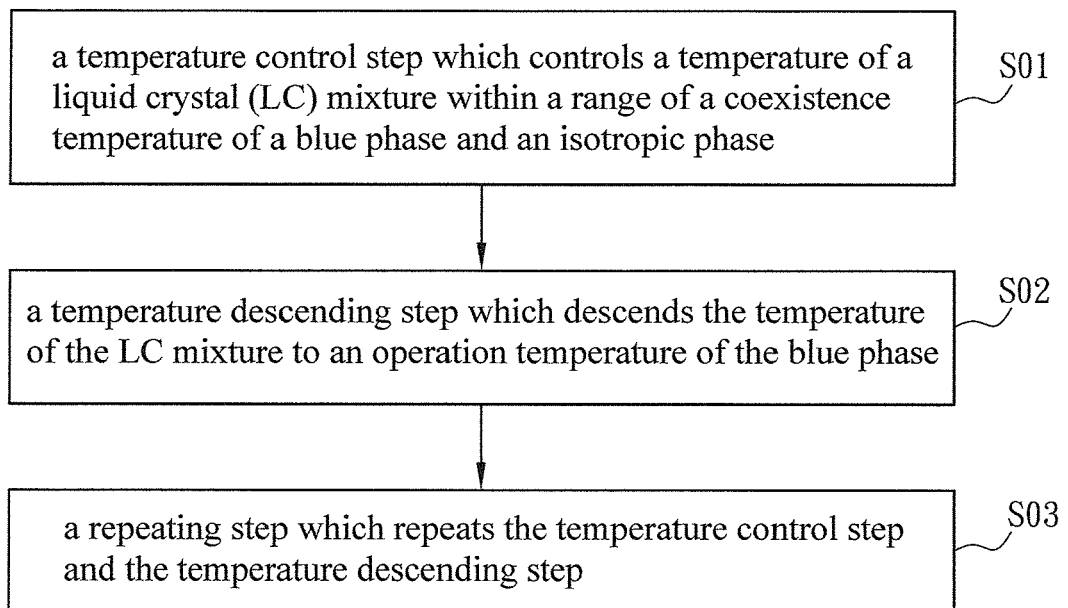 a temperature control step which controls a temperature of a
liquid crystal (LC) mixture within a range of a coexistence
temperature of a blue phase and an isotropic phase
S01
a temperature descending step which descends the temperature
of the LC mixture to an operation temperature of the blue phase
S02
a repeating step which repeats the temperature control step
and the temperature descending step
S03